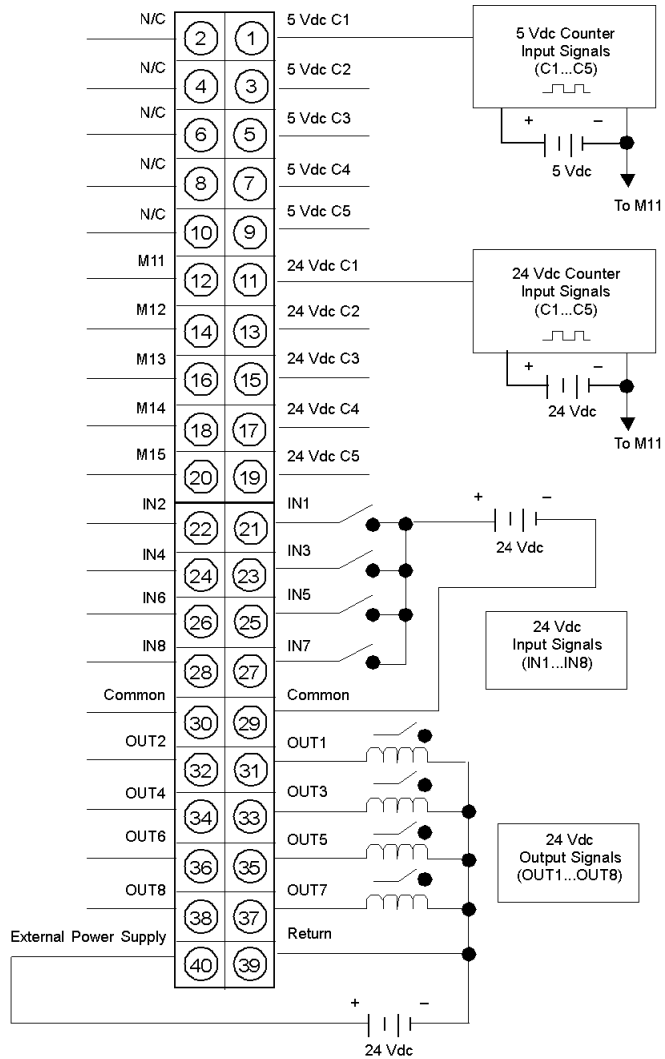 N/C 2 1 5 Vdc C1
N/C 4 3 5 Vdc C2
N/C 6 5 5 Vdc C3
N/C 8 7 5 Vdc C4
N/C 10 9 5 Vdc C5
M11 12 11 24 Vdc C1
M12 14 13 24 Vdc C2
M13 16 15 24 Vdc C3
M14 18 17 24 Vdc C4
M15 20 19 24 Vdc C5
IN2 22 21 IN1
IN4 24 23 IN3
IN6 26 25 IN5
IN8 28 27 IN7
Common 30 29 Common
OUT2 32 31 OUT1
OUT4 34 33 OUT3
OUT6 36 35 OUT5
OUT8 38 37 OUT7
External Power Supply 40 39 Return
5 Vdc Counter
Input Signals
(C1...C5)
+ –
5 Vdc
To M11
24 Vdc Counter
Input Signals
(C1...C5)
+ –
24 Vdc
To M11
+ –
24 Vdc
24 Vdc
Input Signals
(IN1...IN8)
24 Vdc
Output Signals
(OUT1...OUT8)
+ –
24 Vdc